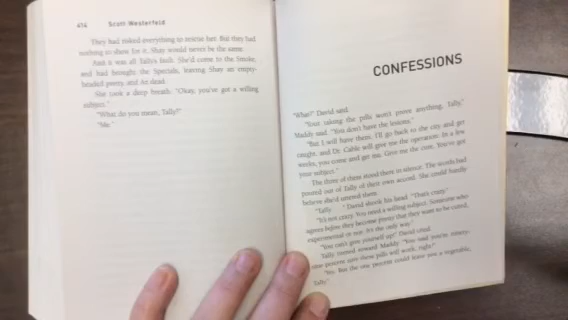 414 Scott Westerfeld
They had risked everything to rescue her. But they had
nothing to show for it. Shay would never be the same.
And it was all Tally's fault. She'd come to the Smoke,
and had brought the Specials, leaving Shay an empty-
headed pretty, and Az dead.
She took a deep breath. "Okay, you've got a willing
subject."
"What do you mean, Tally?"
"Me."
CONFESSIONS
"What?" David said.
"Your taking the pills won't prove anything, Tally,"
Maddy said. "You don't have the lesions."
"But I will have them. I'll go back to the city and get
caught, and Dr. Cable will give me the operation. In a few
weeks, you come and get me. Give me the cure. You've got
your subject."
The three of them stood there in silence. The words had
poured out of Tally of their own accord. She could hardly
believe she'd uttered them.
"Tally . . ." David shook his head. "That's crazy."
"It's not crazy. You need a willing subject. Someone who
agrees before they become pretty that they want to be cured,
experimental or not. It's the only way."
"You can't give yourself up!" David cried.
Tally turned toward Maddy. "You said you're ninety-
nine percent sure these pills will work, right?"
"Yes. But the one percent could leave you a vegetable,
Tally."